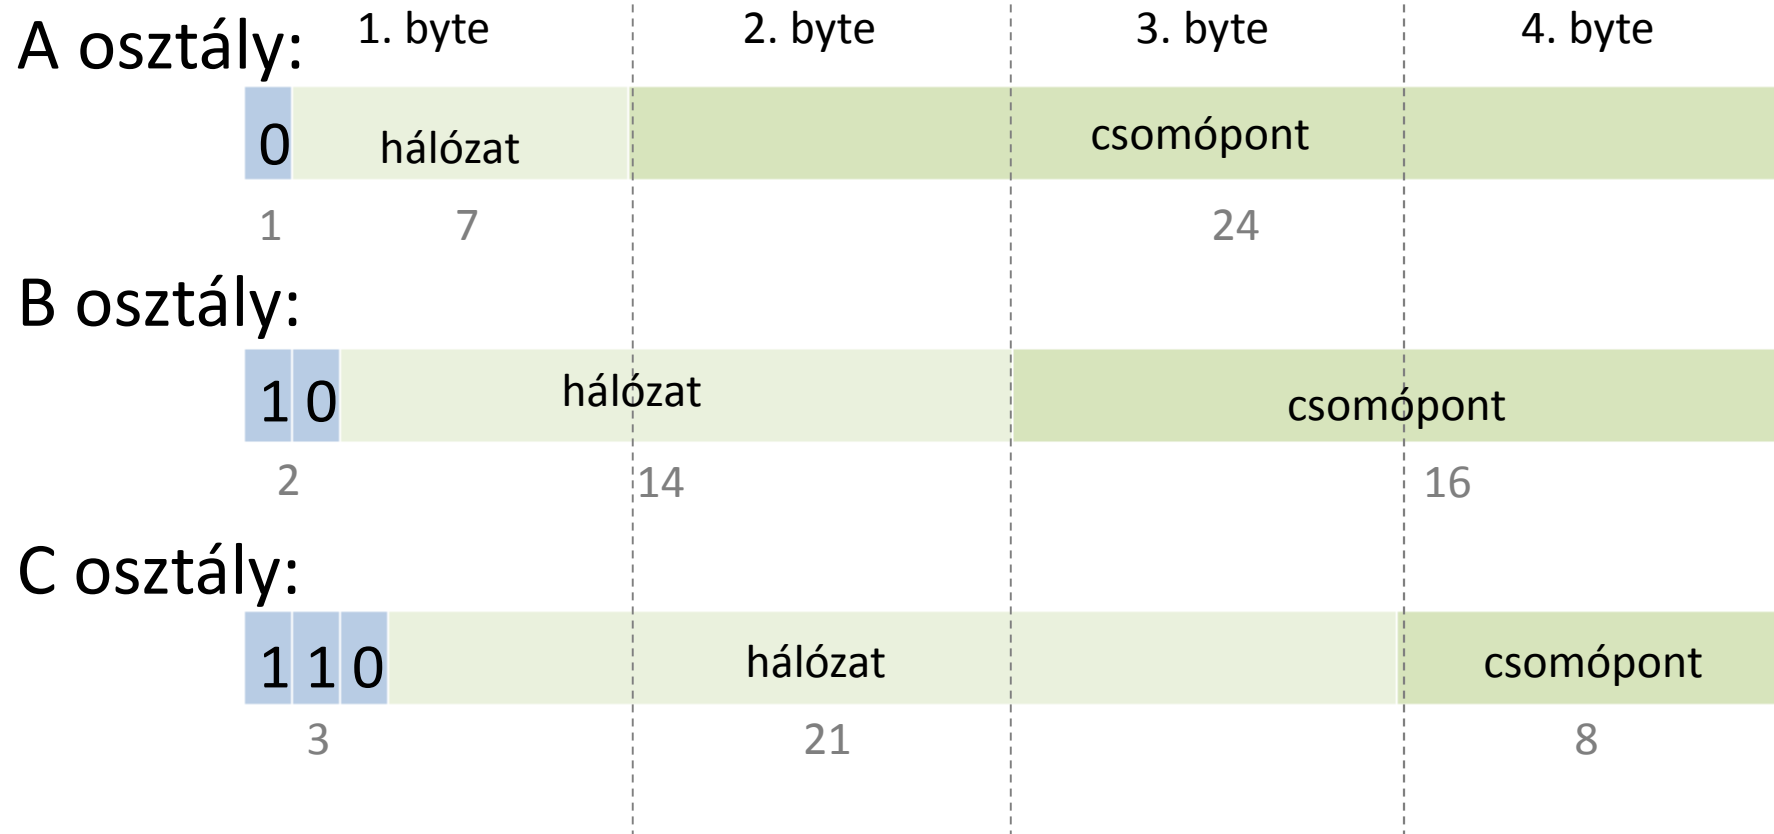 A osztály:
1. byte 2. byte 3. byte 4. byte
0 hálózat csomópont
1 7 24
B osztály:
1 0 hálózat csomópont
2 14 16
C osztály:
1 1 0 hálózat csomópont
3 21 8